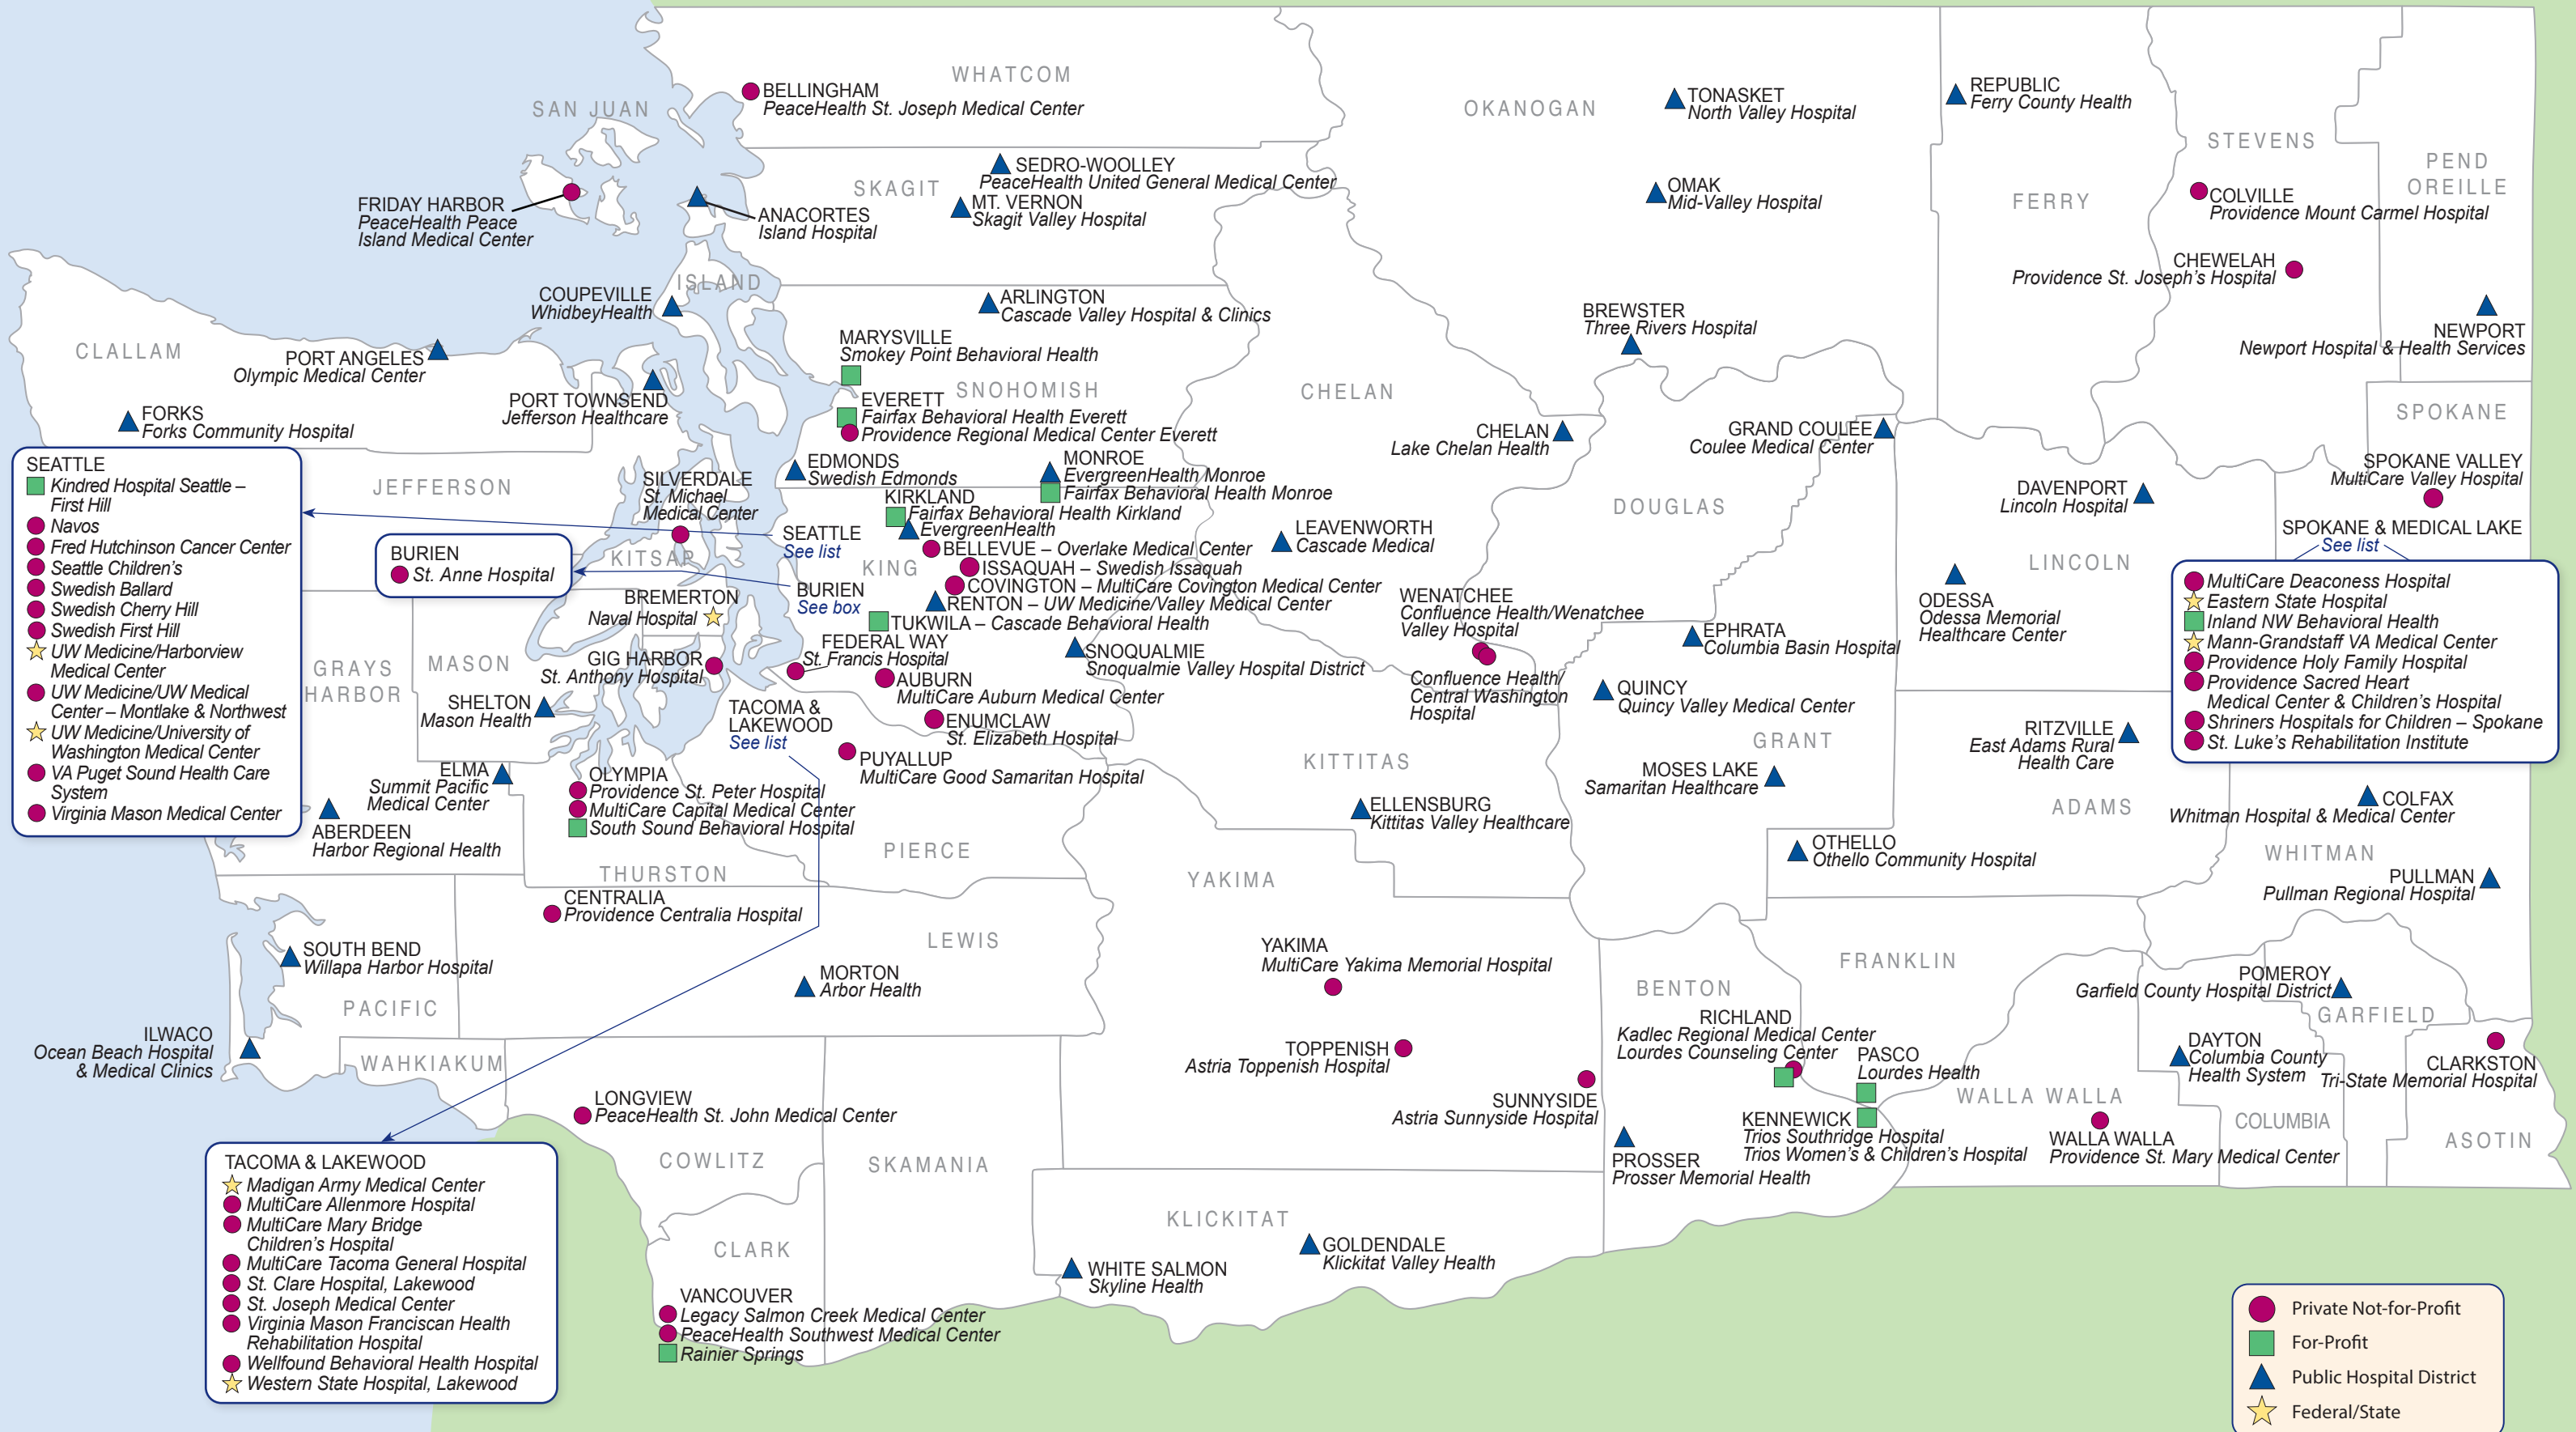 WHATCOM
SAN JUAN
BELLINGHAM
PeaceHealth St. Joseph Medical Center
OKANOGAN
TONASKET
North Valley Hospital
REPUBLIC
Ferry County Health
STEVENS
PEND
OREILLE
SKAGIT
SEDRO-WOOLLEY
PeaceHealth United General Medical Center
MT. VERNON
Skagit Valley Hospital
FRIDAY HARBOR
PeaceHealth Peace
Island Medical Center
ANACORTES
Island Hospital
OMAK
Mid-Valley Hospital
FERRY
COLVILLE
Providence Mount Carmel Hospital
CHEWELAH
Providence St. Joseph's Hospital
ISLAND
COUPEVILLE
WhidbeyHealth
ARLINGTON
Cascade Valley Hospital & Clinics
BREWSTER
Three Rivers Hospital
NEWPORT
Newport Hospital & Health Services
CLALLAM
PORT ANGELES
Olympic Medical Center
MARYSVILLE
Smokey Point Behavioral Health
SNOHOMISH
CHELAN
PORT TOWNSEND
Jefferson Healthcare
FORKS
Forks Community Hospital
EVERETT
Fairfax Behavioral Health Everett
Providence Regional Medical Center Everett
CHELAN
Lake Chelan Health
GRAND COULEE
Coulee Medical Center
SPOKANE
EDMONDS
Swedish Edmonds
MONROE
EvergreenHealth Monroe
Fairfax Behavioral Health Monroe
SPOKANE VALLEY
MultiCare Valley Hospital
SEATTLE
Kindred Hospital Seattle –
First Hill
Navos
Fred Hutchinson Cancer Center
Seattle Children's
Swedish Ballard
Swedish Cherry Hill
Swedish First Hill
UW Medicine/Harborview
Medical Center
UW Medicine/UW Medical
Center – Montlake & Northwest
UW Medicine/University of
Washington Medical Center
VA Puget Sound Health Care
System
Virginia Mason Medical Center
JEFFERSON
SILVERDALE
St. Michael
Medical Center
KIRKLAND
Fairfax Behavioral Health Kirkland
EvergreenHealth
SEATTLE
See list
DOUGLAS
DAVENPORT
Lincoln Hospital
SPOKANE & MEDICAL LAKE
See list
BURIEN
St. Anne Hospital
KITSAP
KING
BELLEVUE – Overlake Medical Center
ISSAQUAH – Swedish Issaquah
COVINGTON – MultiCare Covington Medical Center
RENTON – UW Medicine/Valley Medical Center
TUKWILA – Cascade Behavioral Health
BURIEN
See box
LEAVENWORTH
Cascade Medical
LINCOLN
MultiCare Deaconess Hospital
Eastern State Hospital
Inland NW Behavioral Health
Mann-Grandstaff VA Medical Center
Providence Holy Family Hospital
Providence Sacred Heart
Medical Center & Children's Hospital
Shriners Hospitals for Children – Spokane
St. Luke's Rehabilitation Institute
BREMERTON
Naval Hospital
WENATCHEE
Confluence Health/Wenatchee
Valley Hospital
Confluence Health/
Central Washington
Hospital
ODESSA
Odessa Memorial
Healthcare Center
EPHRATA
Columbia Basin Hospital
FEDERAL WAY
St. Francis Hospital
SNOQUALMIE
Snoqualmie Valley Hospital District
GRAYS
HARBOR
MASON
GIG HARBOR
St. Anthony Hospital
AUBURN
MultiCare Auburn Medical Center
SHELTON
Mason Health
QUINCY
Quincy Valley Medical Center
TACOMA &
LAKEWOOD
See list
ENUMCLAW
St. Elizabeth Hospital
PUYALLUP
MultiCare Good Samaritan Hospital
RITZVILLE
East Adams Rural
Health Care
GRANT
KITTITAS
ELMA
Summit Pacific
Medical Center
OLYMPIA
Providence St. Peter Hospital
MultiCare Capital Medical Center
South Sound Behavioral Hospital
MOSES LAKE
Samaritan Healthcare
ELLENSBURG
Kittitas Valley Healthcare
ADAMS
COLFAX
Whitman Hospital & Medical Center
ABERDEEN
Harbor Regional Health
PIERCE
OTHELLO
Othello Community Hospital
WHITMAN
THURSTON
YAKIMA
PULLMAN
Pullman Regional Hospital
CENTRALIA
Providence Centralia Hospital
SOUTH BEND
Willapa Harbor Hospital
LEWIS
YAKIMA
MultiCare Yakima Memorial Hospital
FRANKLIN
MORTON
Arbor Health
BENTON
POMEROY
Garfield County Hospital District
GARFIELD
PACIFIC
RICHLAND
Kadlec Regional Medical Center
Lourdes Counseling Center
ILWACO
Ocean Beach Hospital
& Medical Clinics
WAHKIAKUM
TOPPENISH
Astria Toppenish Hospital
PASCO
Lourdes Health
DAYTON
Columbia County
Health System
CLARKSTON
Tri-State Memorial Hospital
LONGVIEW
PeaceHealth St. John Medical Center
SUNNYSIDE
Astria Sunnyside Hospital
WALLA WALLA
KENNEWICK
Trios Southridge Hospital
Trios Women's & Children's Hospital
COLUMBIA
WALLA WALLA
Providence St. Mary Medical Center
ASOTIN
COWLITZ
SKAMANIA
PROSSER
Prosser Memorial Health
TACOMA & LAKEWOOD
Madigan Army Medical Center
MultiCare Allenmore Hospital
MultiCare Mary Bridge
Children's Hospital
MultiCare Tacoma General Hospital
St. Clare Hospital, Lakewood
St. Joseph Medical Center
Virginia Mason Franciscan Health
Rehabilitation Hospital
Wellfound Behavioral Health Hospital
Western State Hospital, Lakewood
KLICKITAT
CLARK
GOLDENDALE
Klickitat Valley Health
WHITE SALMON
Skyline Health
VANCOUVER
Legacy Salmon Creek Medical Center
PeaceHealth Southwest Medical Center
Rainier Springs
Private Not-for-Profit
For-Profit
Public Hospital District
Federal/State